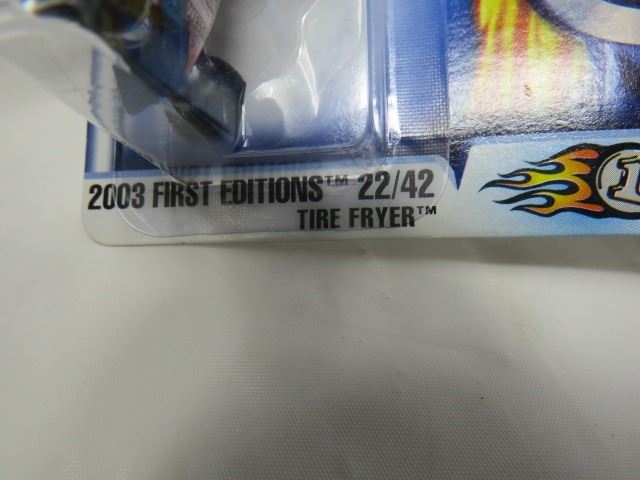 2003 FIRST EDITIONS™ 22/42
TIRE FRYER™